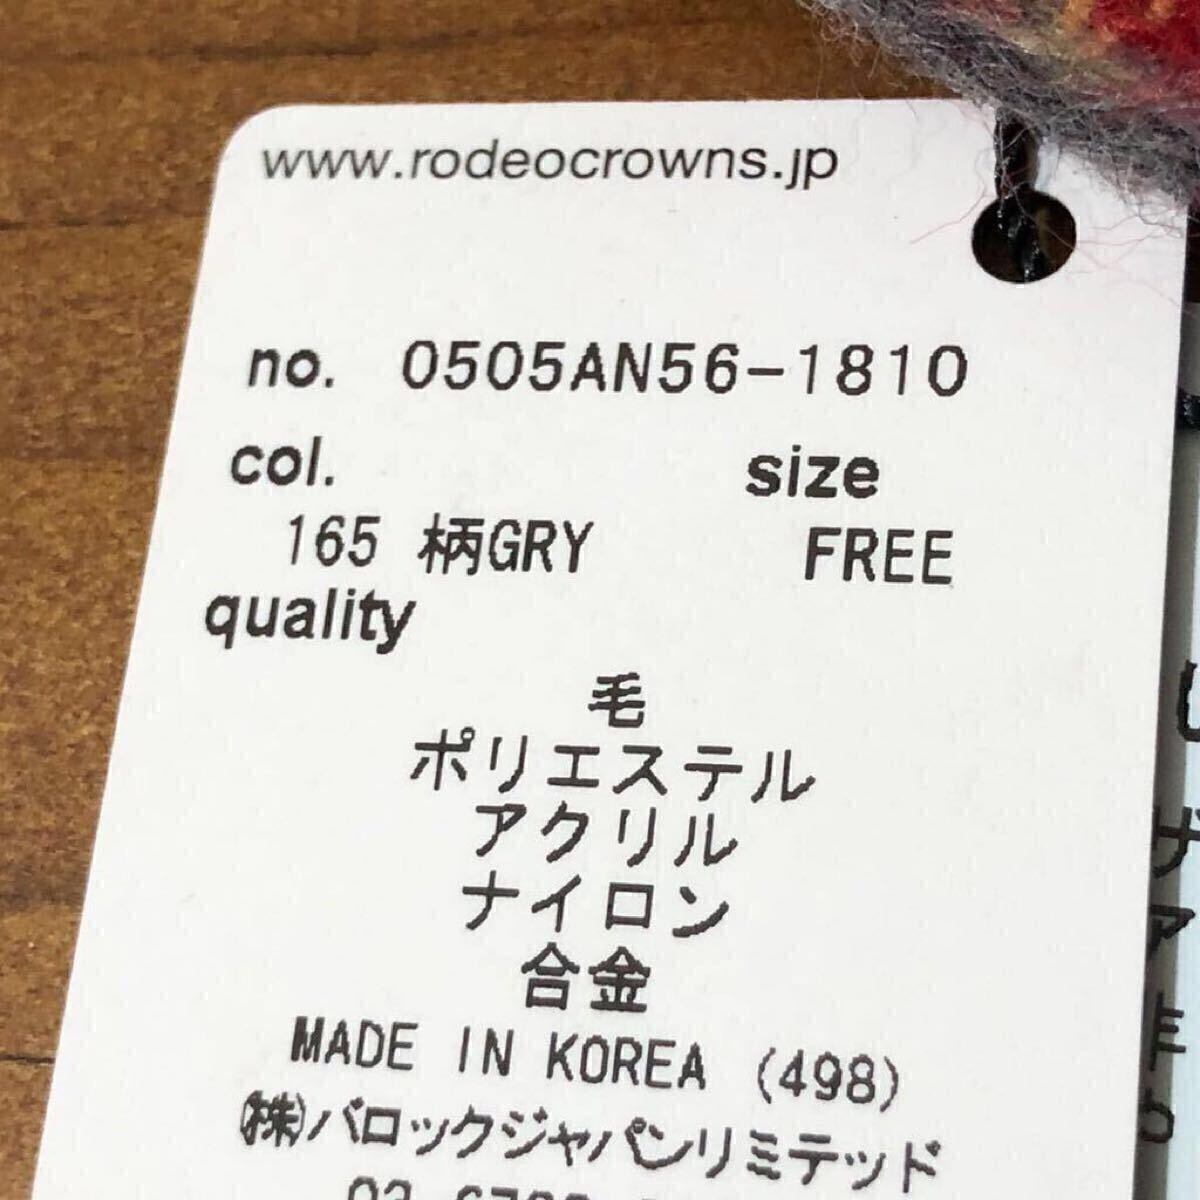 www.rodeocrowns.jp
no. 0505AN56-1810
col. size
165 柄GRY FREE
quality
毛
ポリエステル
アクリル
ナイロン
合金
MADE IN KOREA (498)
(株)バロックジャパンリミテッド